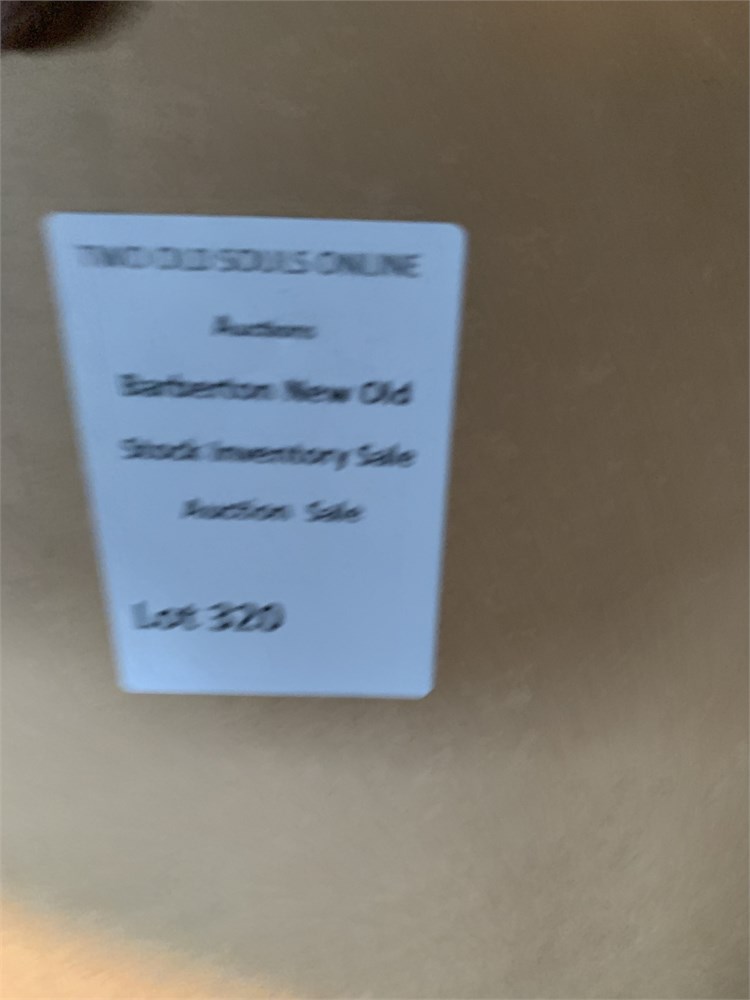 TWO OLD SOULS ONLINE
Auctions
Barberton New Old
Stock Inventory Sale
Auction Sale
Lot 320